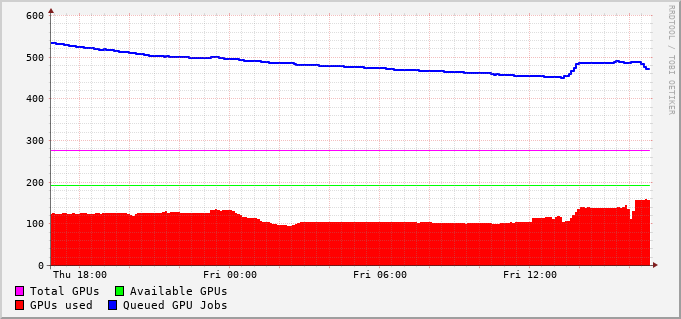 600
500
400
300
200
100
0
Thu 18:00 Fri 00:00 Fri 06:00 Fri 12:00
Total GPUs Available GPUs
GPUs used Queued GPU Jobs
RRDTOOL / TOBI OETIKER